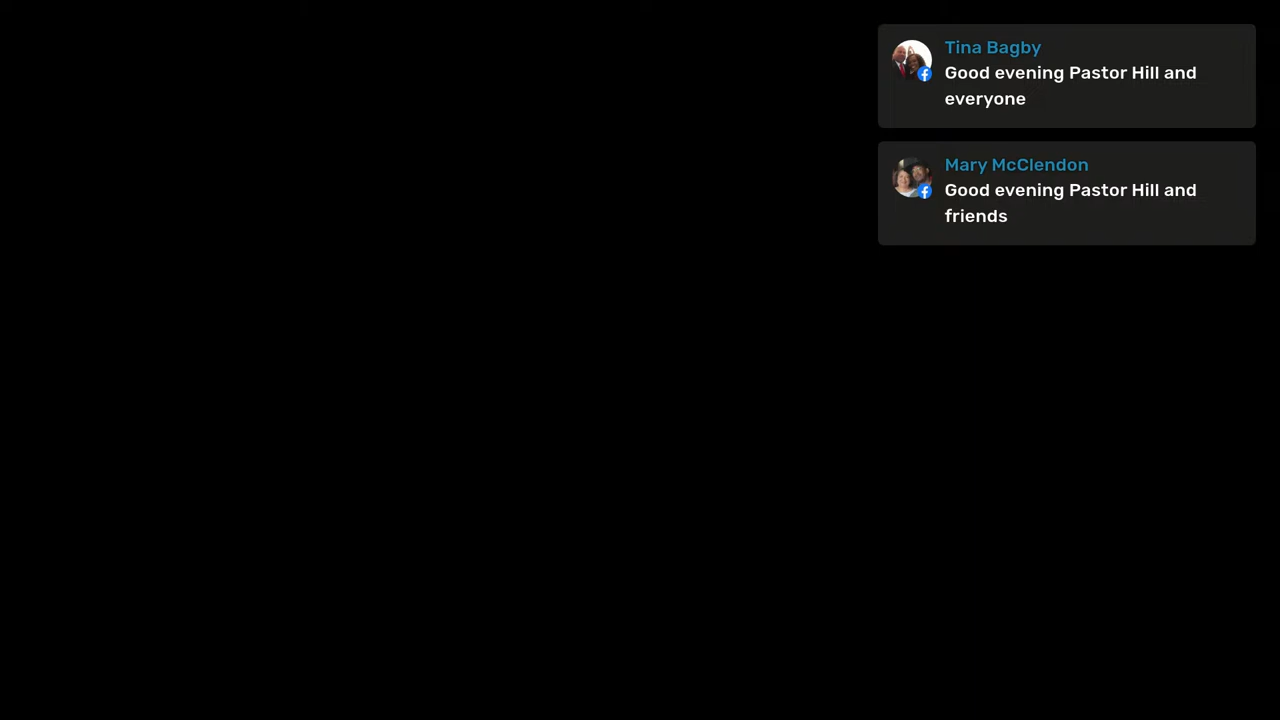 Tina Bagby
Good evening Pastor Hill and
everyone
Mary McClendon
Good evening Pastor Hill and
friends